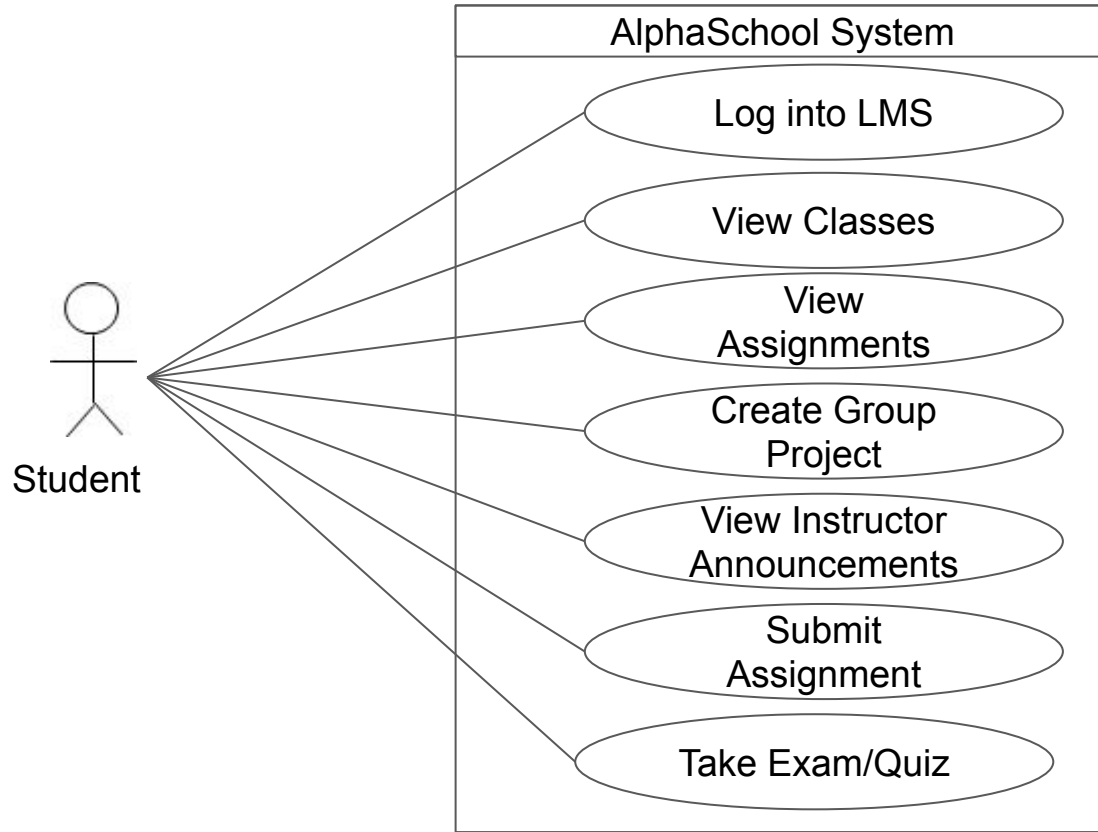 AlphaSchool System
Log into LMS
View Classes
View
Assignments
Create Group
Project
View Instructor
Announcements
Submit
Assignment
Take Exam/Quiz
Student